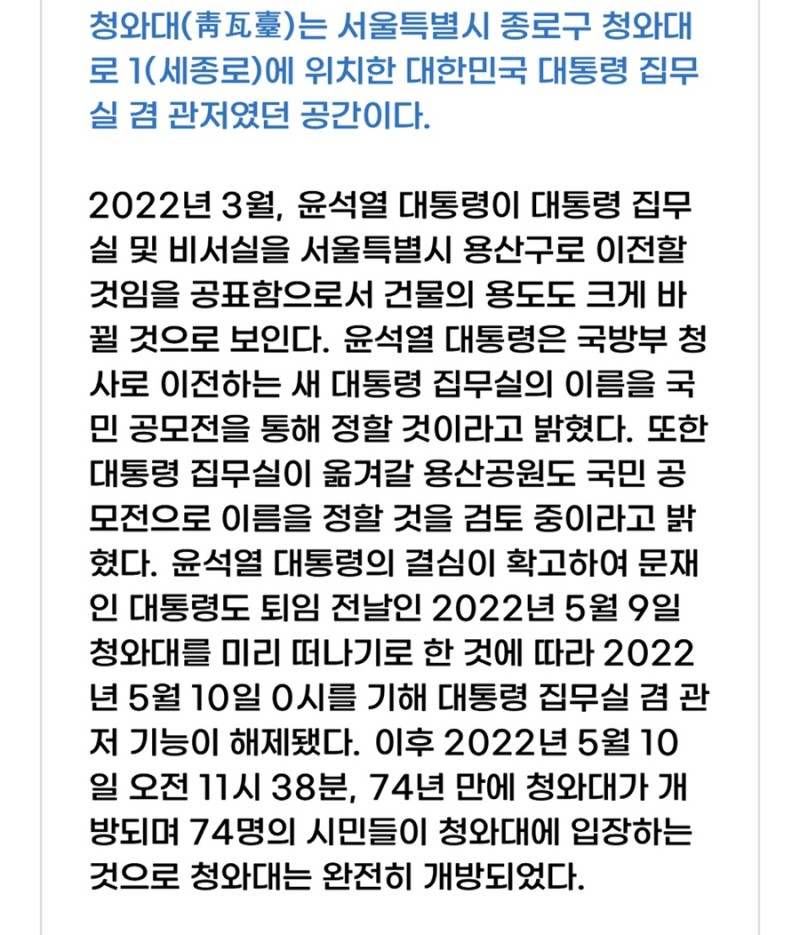 청와대(靑瓦臺)는 서울특별시 종로구 청와대
로 1(세종로)에 위치한 대한민국 대통령 집무
실 겸 관저였던 공간이다.
2022년 3월, 윤석열 대통령이 대통령 집무
실 및 비서실을 서울특별시 용산구로 이전할
것임을 공표함으로서 건물의 용도도 크게 바
뀔 것으로 보인다. 윤석열 대통령은 국방부 청
사로 이전하는 새 대통령 집무실의 이름을 국
민 공모전을 통해 정할 것이라고 밝혔다. 또한
대통령 집무실이 옮겨갈 용산공원도 국민 공
모전으로 이름을 정할 것을 검토 중이라고 밝
혔다. 윤석열 대통령의 결심이 확고하여 문재
인 대통령도 퇴임 전날인 2022년 5월 9일
청와대를 미리 떠나기로 한 것에 따라 2022
년 5월 10일 0시를 기해 대통령 집무실 겸 관
저 기능이 해제됐다. 이후 2022년 5월 10
일 오전 11시 38분, 74년 만에 청와대가 개
방되며 74명의 시민들이 청와대에 입장하는
것으로 청와대는 완전히 개방되었다.